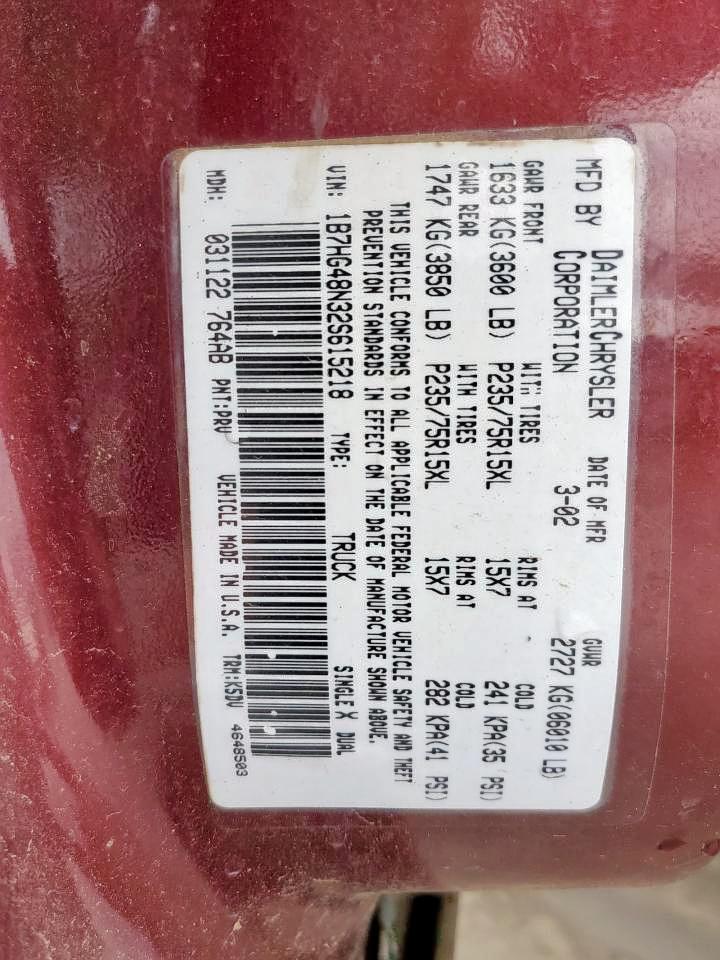 MFD BY DAIMLERCHRYSLER CORPORATION DATE OF MFR 3-02 GVWR 2727 KG(06010 LB)
GAWR FRONT WITH TIRES RIMS AT COLD
1633 KG(3600 LB) P235/75R15XL 15X7 241 KPA(35 PSI)
GAWR REAR WITH TIRES RIMS AT COLD
1747 KG(3850 LB) P235/75R15XL 15X7 282 KPA(41 PSI)
THIS VEHICLE CONFORMS TO ALL APPLICABLE FEDERAL MOTOR VEHICLE SAFETY AND THEFT
PREVENTION STANDARDS IN EFFECT ON THE DATE OF MANUFACTURE SHOWN ABOVE.
VIN: 1B7HG48N32S615218 TYPE: TRUCK SINGLE X DUAL
MDH: 031122 764AB PNT:PRV VEHICLE MADE IN U.S.A. TRM:K5DV 4648503